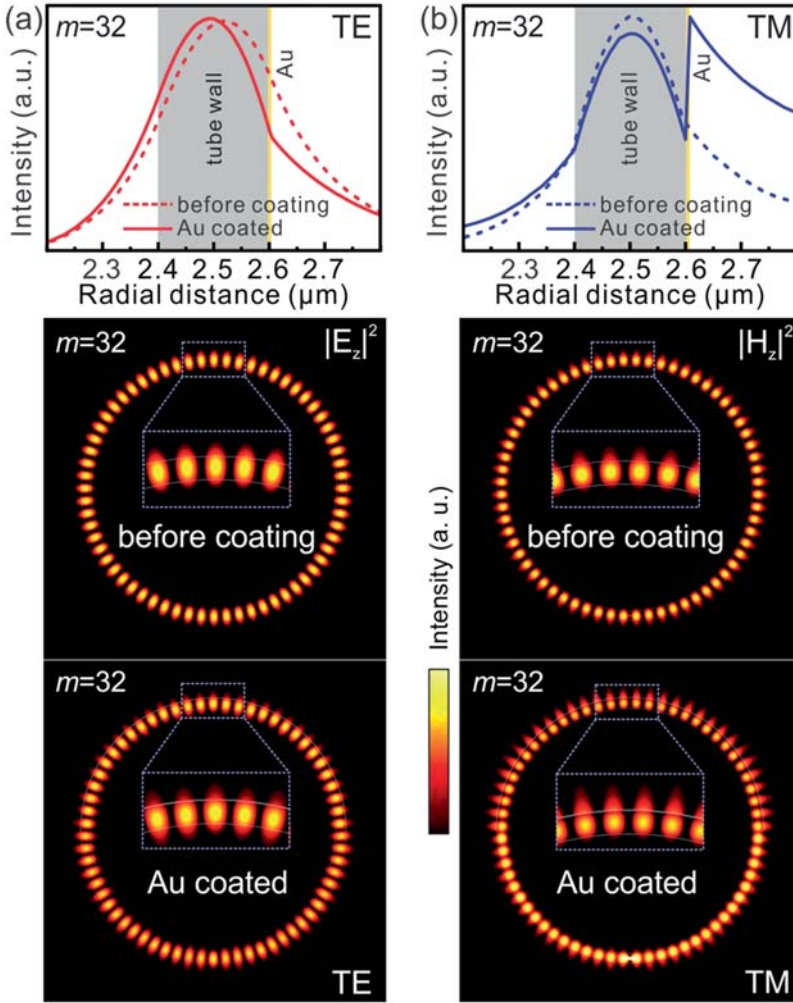 (a)
m=32
TE
Intensity (a.u.)
tube wall
Au
before coating
Au coated
2.3 2.4 2.5 2.6 2.7
Radial distance (µm)
(b)
m=32
TM
Intensity (a.u.)
tube wall
Au
before coating
Au coated
2.3 2.4 2.5 2.6 2.7
Radial distance (µm)
m=32
|E_z|²
before coating
m=32
|H_z|²
before coating
Intensity (a. u.)
m=32
Au coated
TE
m=32
Au coated
TM